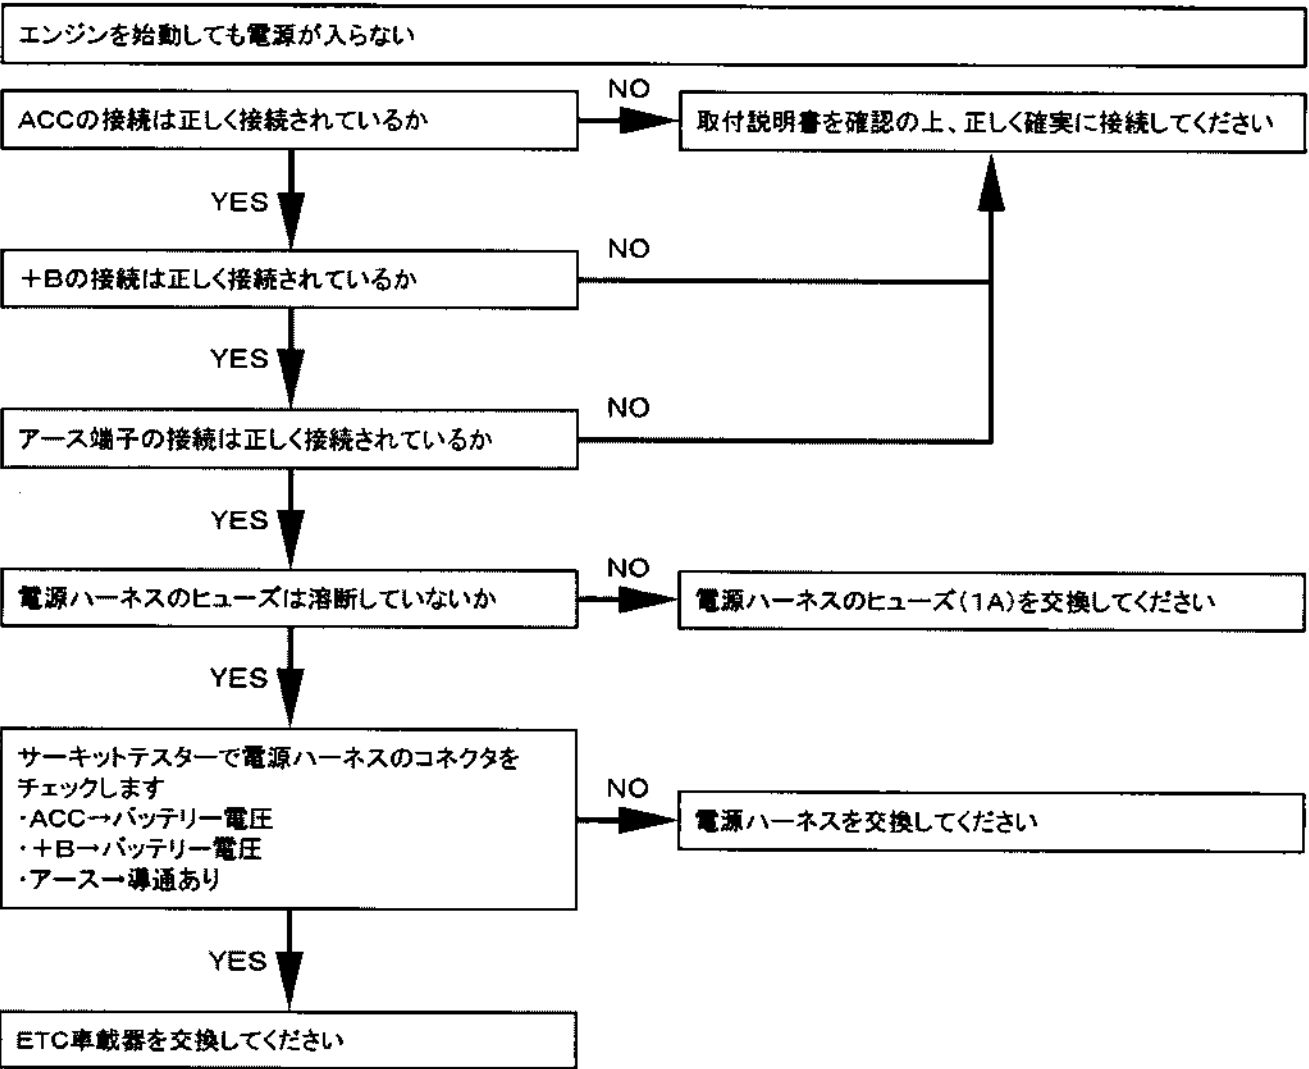 エンジンを始動しても電源が入らない
ACCの接続は正しく接続されているか
NO
取付説明書を確認の上、正しく確実に接続してください
YES
+Bの接続は正しく接続されているか
NO
YES
アース端子の接続は正しく接続されているか
NO
YES
電源ハーネスのヒューズは溶断していないか
NO
電源ハーネスのヒューズ(1A)を交換してください
YES
サーキットテスターで電源ハーネスのコネクタを
チェックします
・ACC→バッテリー電圧
・+B→バッテリー電圧
・アース→導通あり
NO
電源ハーネスを交換してください
YES
ETC車載器を交換してください